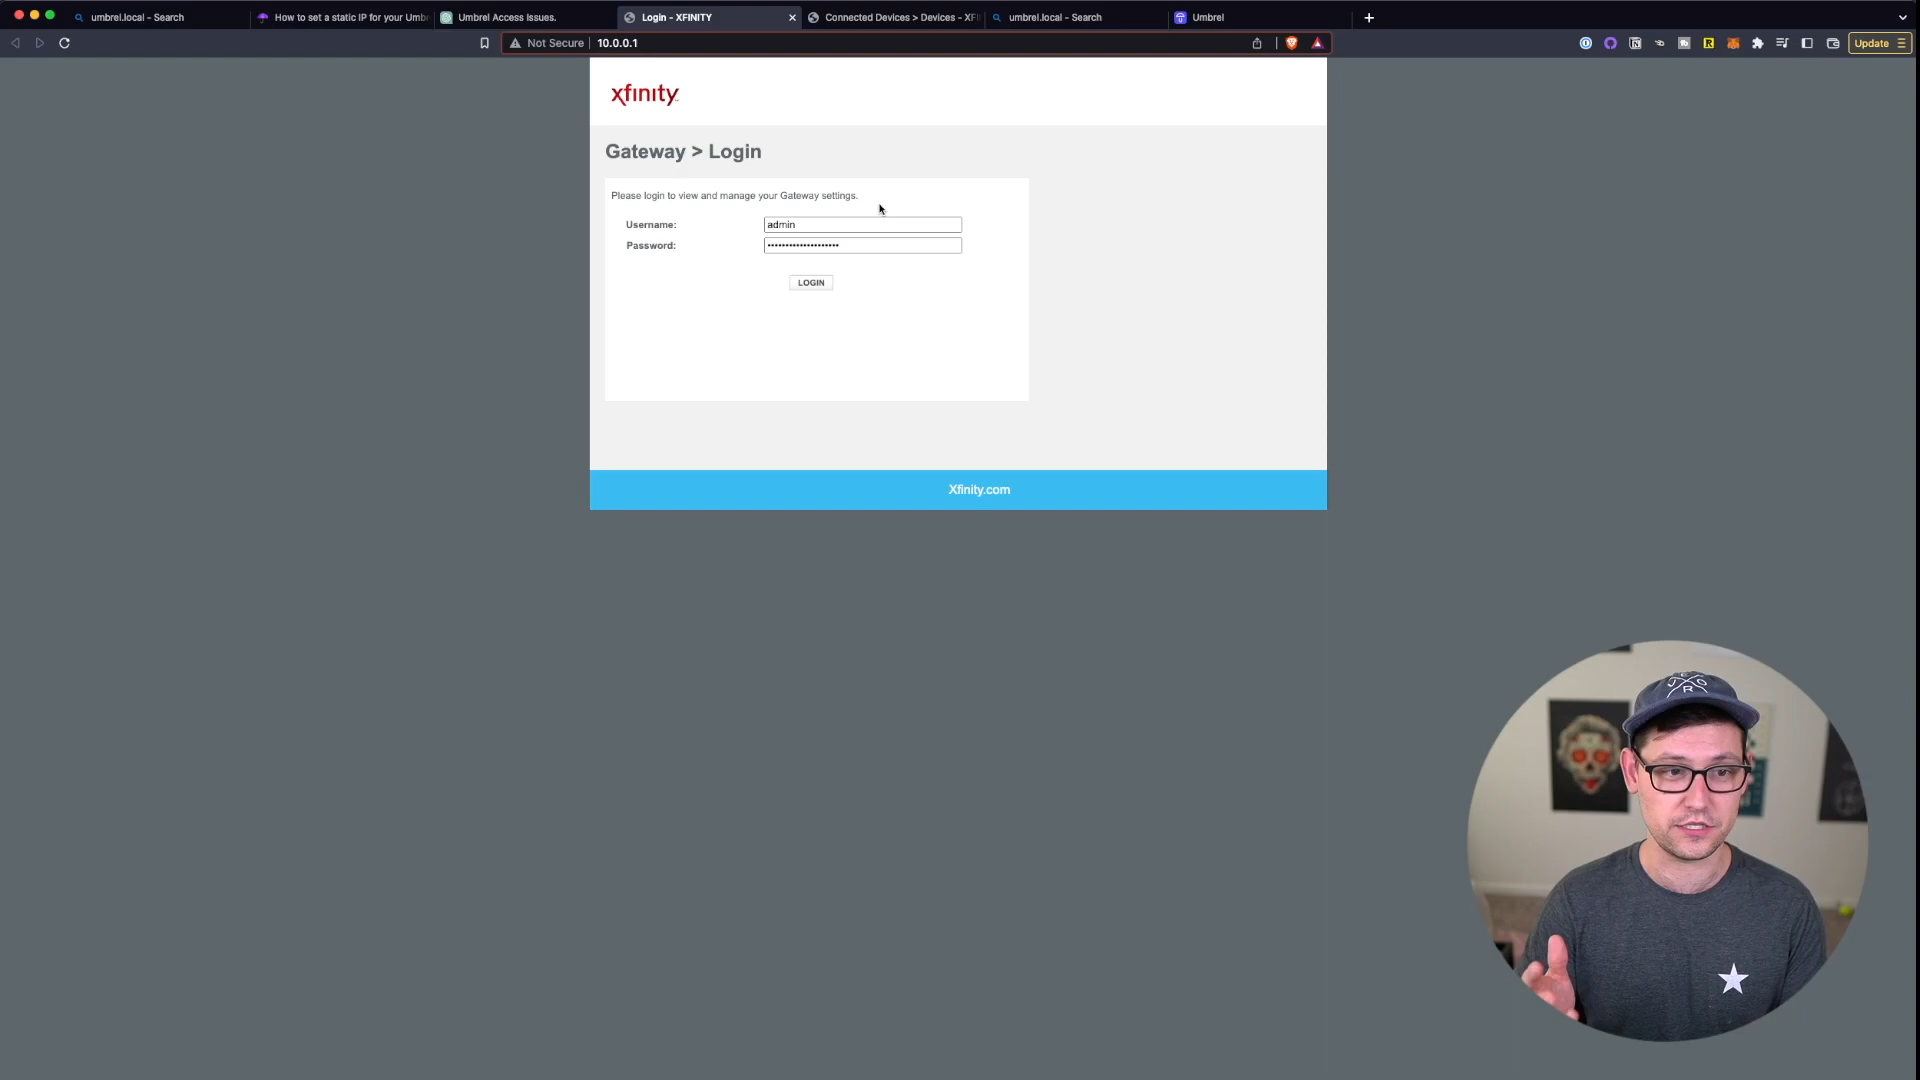 umbrel.local - Search
How to set a static IP for your Umbr
Umbrel Access Issues.
Login - XFINITY
Connected Devices > Devices - XFI
umbrel.local - Search
Umbrel
Not Secure
10.0.0.1
Update
xfinity
Gateway > Login
Please login to view and manage your Gateway settings.
Username:
admin
Password:
••••••••••••••••••••
LOGIN
Xfinity.com
J R O